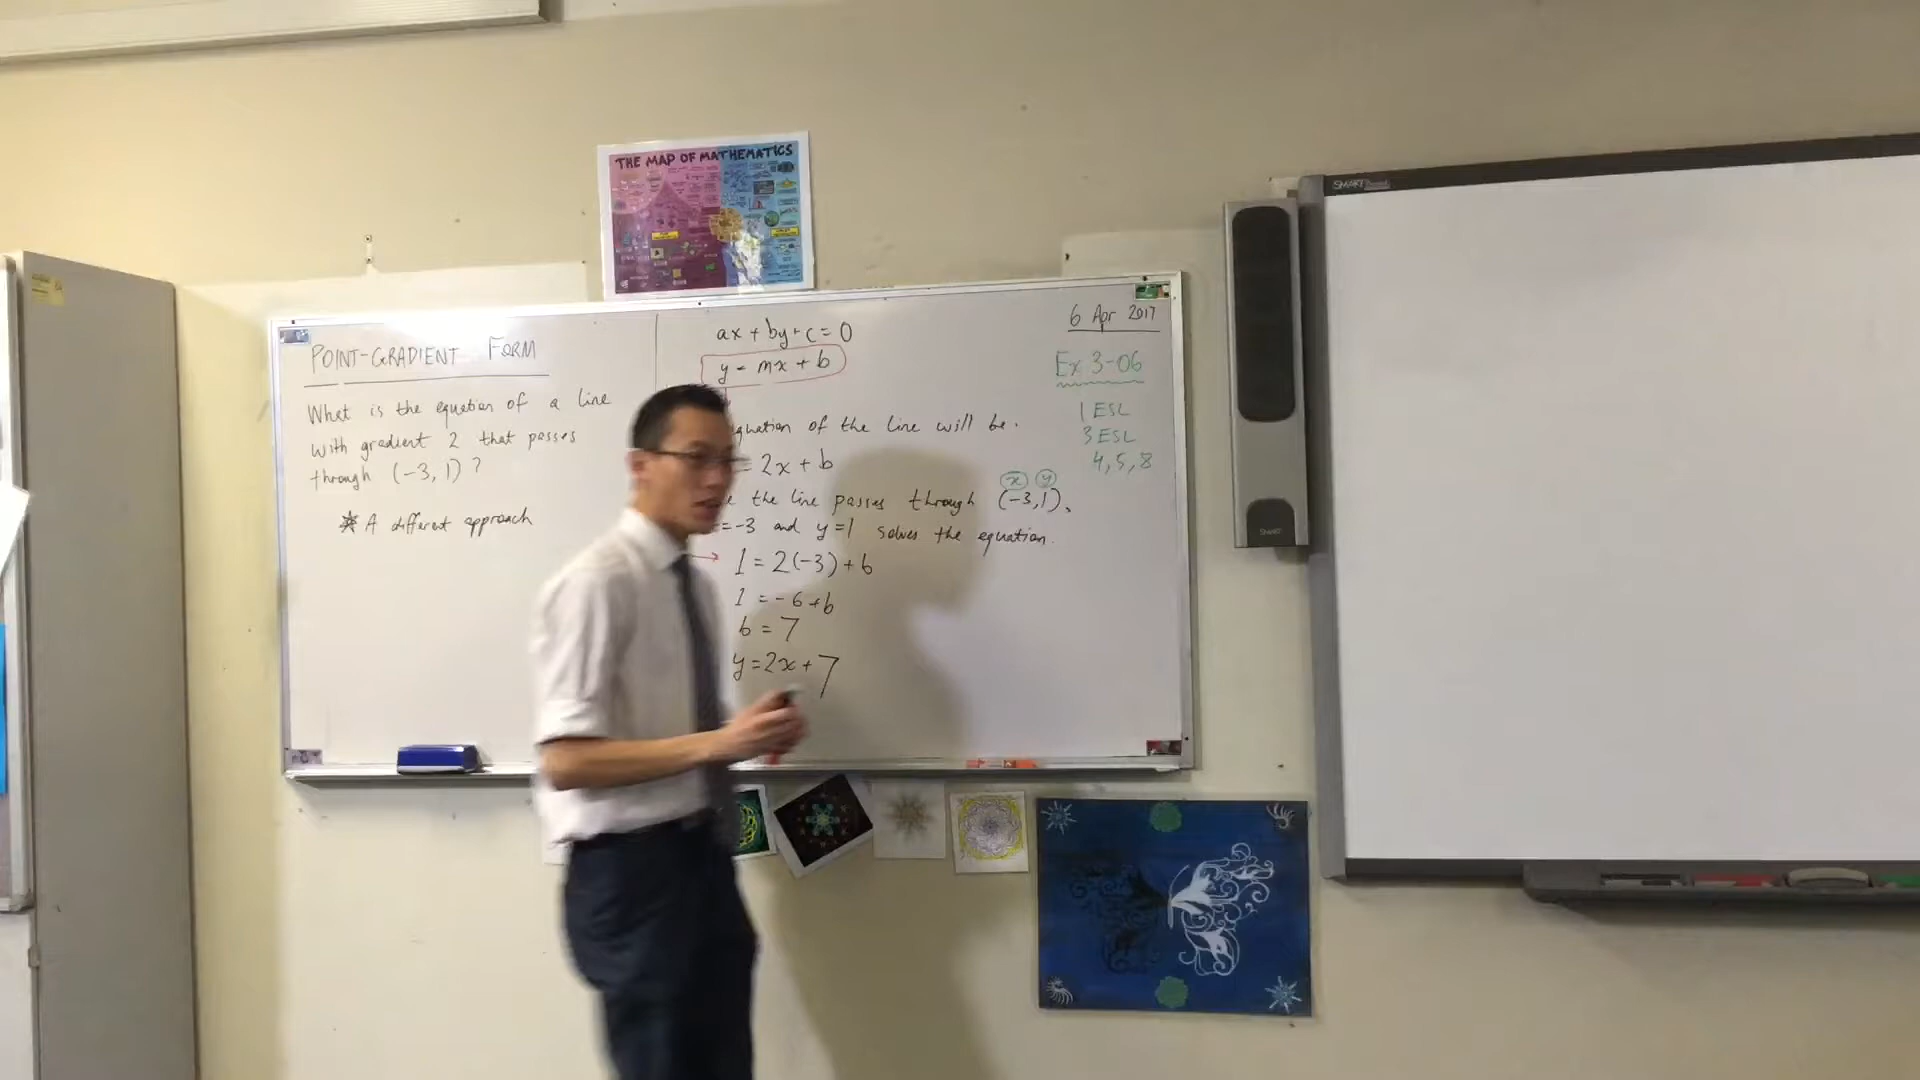 THE MAP OF MATHEMATICS
SMART
POINT-GRADIENT FORM
What is the equation of a line
with gradient 2 that passes
through (-3, 1)?
* A different approach
ax + by + c = 0
y = mx + b
equation of the line will be.
= 2x + b
the line passes through (-3,1),
x y
=-3 and y=1 solves the equation.
→ 1 = 2(-3) + b
1 = -6 + b
b = 7
y = 2x + 7
6 Apr 2017
Ex 3-06
1 ESL
3 ESL
4, 5, 8
SMART